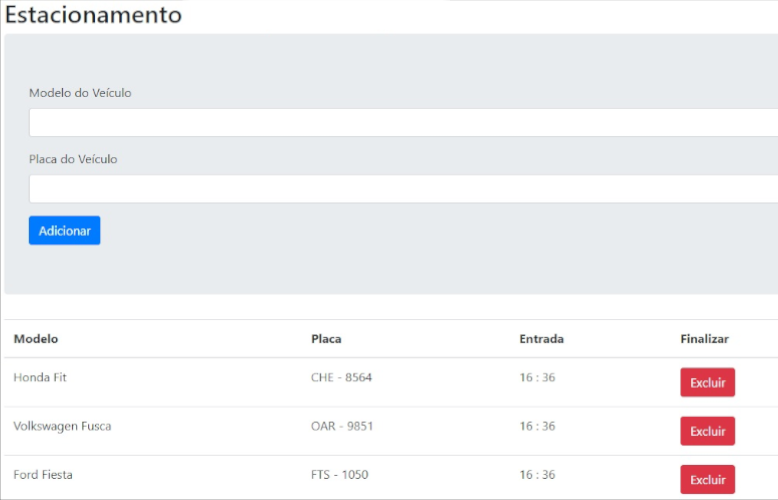 Estacionamento
Modelo do Veículo
Placa do Veículo
Adicionar
Modelo Placa Entrada Finalizar
Honda Fit CHE - 8564 16 : 36 Excluir
Volkswagen Fusca OAR - 9851 16 : 36 Excluir
Ford Fiesta FTS - 1050 16 : 36 Excluir